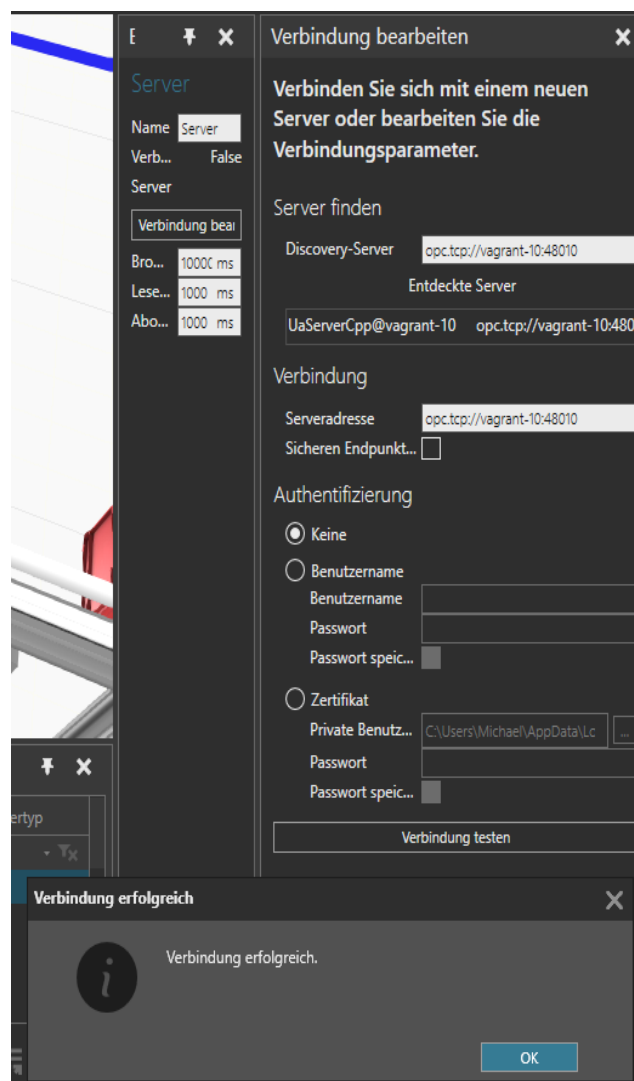 E
Server
Name Server
Verb... False
Server
Verbindung bear
Bro... 1000 ms
Lese... 1000 ms
Abo... 1000 ms
Verbindung bearbeiten
Verbinden Sie sich mit einem neuen
Server oder bearbeiten Sie die
Verbindungsparameter.
Server finden
Discovery-Server opc.tcp://vagrant-10:48010
Entdeckte Server
UaServerCpp@vagrant-10 opc.tcp://vagrant-10:480
Verbindung
Serveradresse opc.tcp://vagrant-10:48010
Sicheren Endpunkt...
Authentifizierung
Keine
Benutzername
Benutzername
Passwort
Passwort speic...
Zertifikat
Private Benutz... C:\Users\Michael\AppData\Lc ...
Passwort
Passwort speic...
Verbindung testen
ertyp
Verbindung erfolgreich
Verbindung erfolgreich.
OK